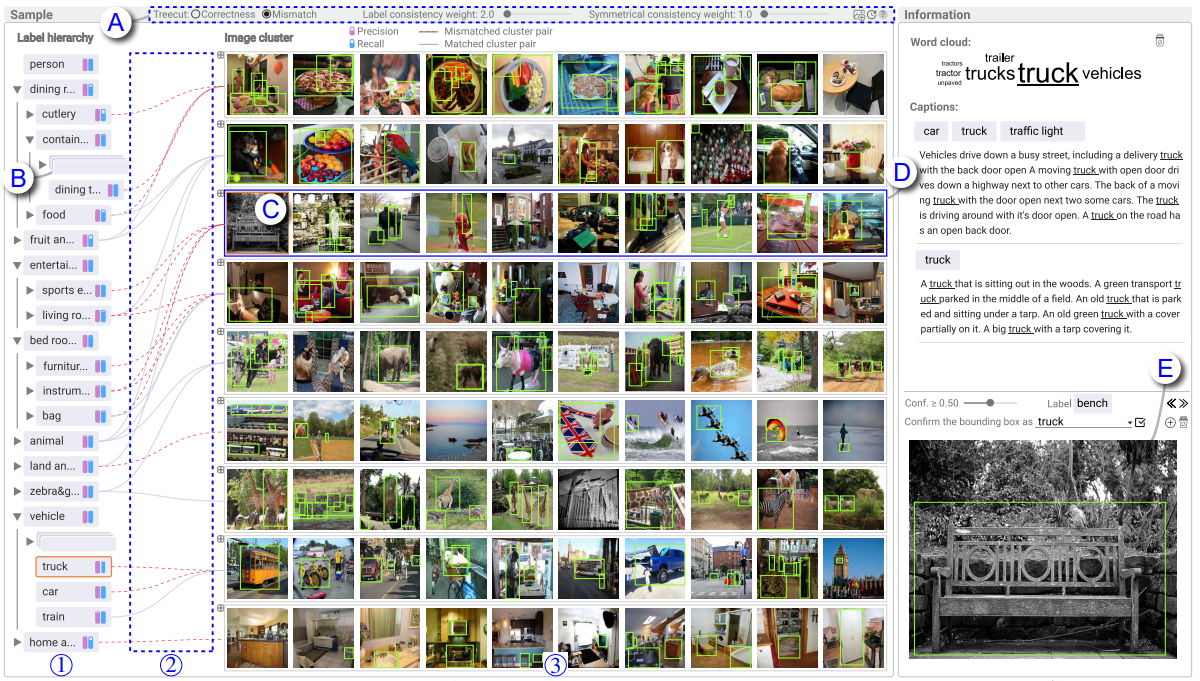 Sample
A
Treecut: Correctness Mismatch Label consistency weight: 2.0 Symmetrical consistency weight: 1.0
Information
Label hierarchy
Image cluster
Precision
Recall
Mismatched cluster pair
Matched cluster pair
person
dining r...
cutlery
contain...
B
dining t...
food
fruit an...
entertai...
sports e...
living ro...
bed roo...
furnitur...
instrum...
bag
animal
land an...
zebra&g...
vehicle
truck
car
train
home a...
1
2
3
C
D
Word cloud:
trailer
tractors
tractor
unpaved
trucks truck vehicles
Captions:
car truck traffic light
Vehicles drive down a busy street, including a delivery truck
with the back door open A moving truck with open door dri
ves down a highway next to other cars. The back of a movi
ng truck with the door open next two some cars. The truck
is driving around with it's door open. A truck on the road ha
s an open back door.
truck
A truck that is sitting out in the woods. A green transport tr
uck parked in the middle of a field. An old truck that is park
ed and sitting under a tarp. An old green truck with a cover
partially on it. A big truck with a tarp covering it.
E
Conf. ≥ 0.50 Label bench
Confirm the bounding box as truck